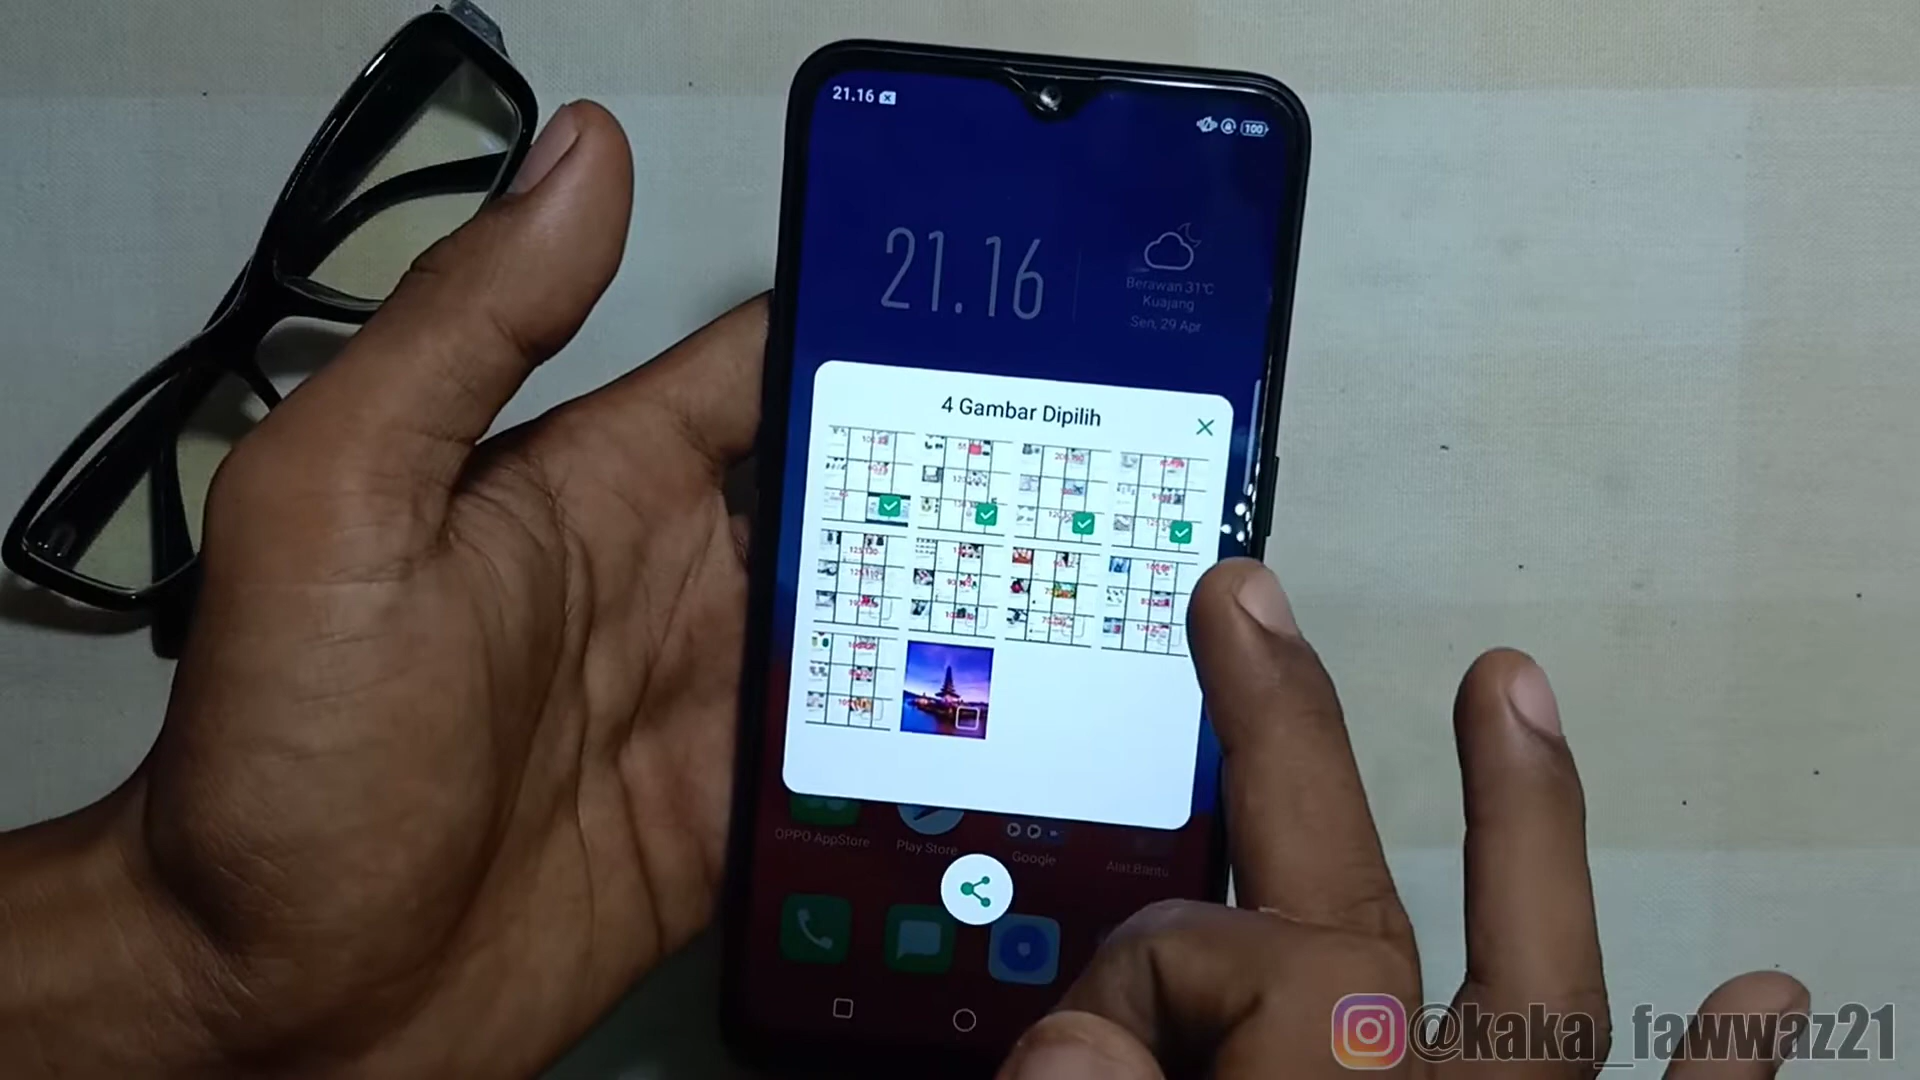 21.16
100
21.16
Berawan 31°C
Kuajang
Sen, 29 Apr
4 Gambar Dipilih
OPPO AppStore
Play Store
Google
Alat Bantu
@kaka_fawwaz21